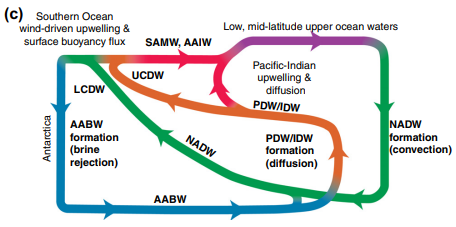 (c)
Southern Ocean
wind-driven upwelling &
surface buoyancy flux
Low, mid-latitude upper ocean waters
SAMW, AAIW
Pacific-Indian
upwelling &
diffusion
UCDW
LCDW
PDW/IDW
Antarctica
AABW
formation
(brine
rejection)
NADW
PDW/IDW
formation
(diffusion)
NADW
formation
(convection)
AABW